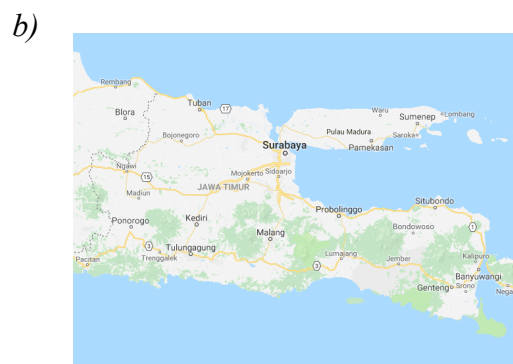 b)
Rembang
Tuban
17
Blora
Bojonegoro
Waru
Sumenep
Lombang
Pulau Madura
Saroka
Pamekasan
Surabaya
Ngawi
15
Mojokerto
Sidoarjo
Madiun
JAWA TIMUR
Ponorogo
Kediri
Probolinggo
Situbondo
Malang
Bondowoso
1
3
Tulungagung
Trenggalek
Pacitan
Lumajang
3
Jember
Kalipuro
Banyuwangi
Genteng
Srono
Nega